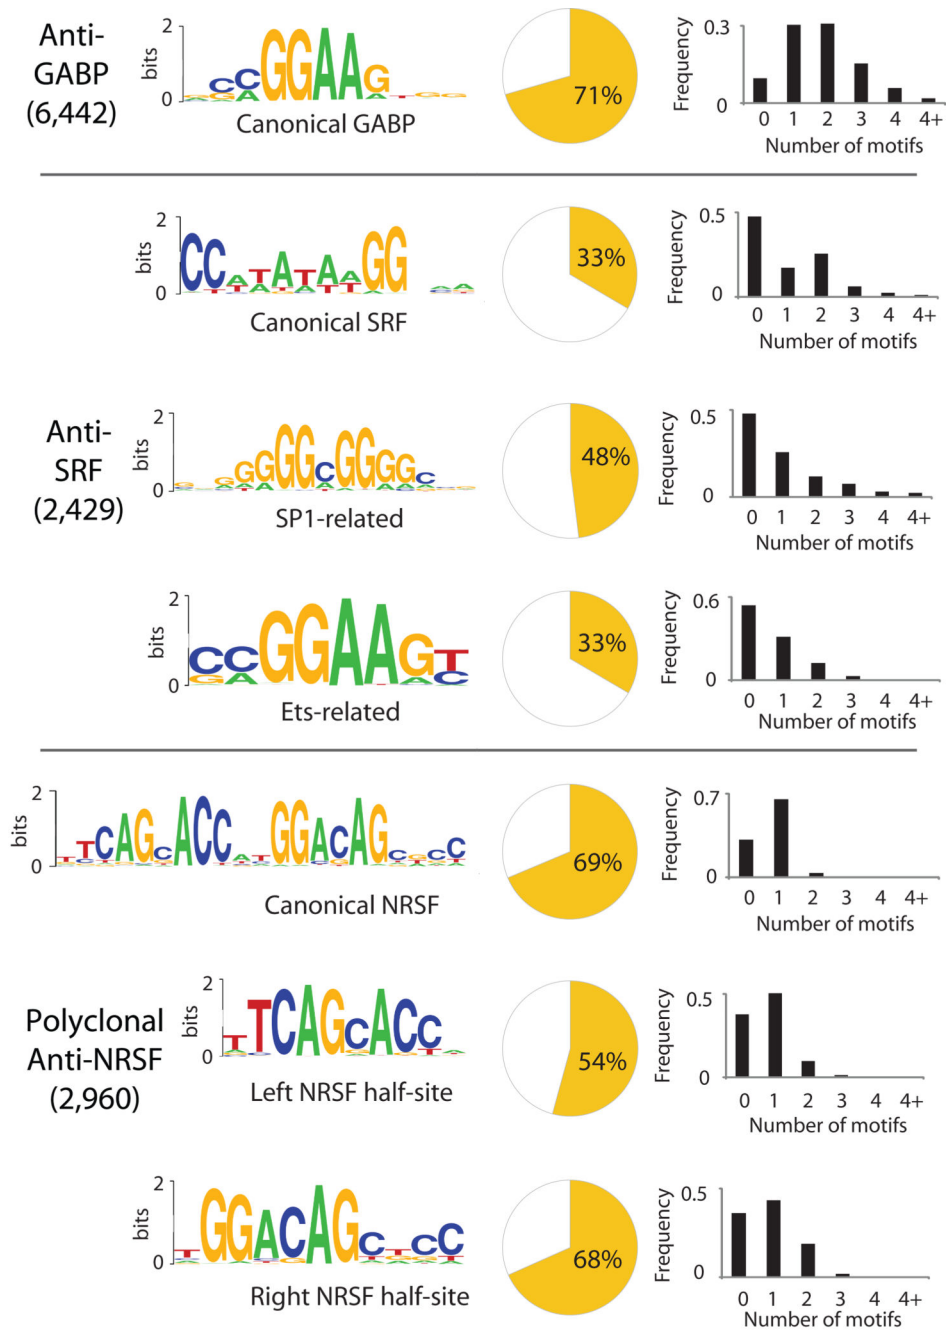 Anti-
GABP
(6,442)
2
bits
0
Canonical GABP
71%
Frequency
0.3
0
0 1 2 3 4 4+
Number of motifs
Anti-
SRF
(2,429)
2
bits
0
Canonical SRF
33%
Frequency
0.5
0
0 1 2 3 4 4+
Number of motifs
2
bits
0
SP1-related
48%
Frequency
0.5
0
0 1 2 3 4 4+
Number of motifs
2
bits
0
CCGGAAGT
Ets-related
33%
Frequency
0.6
0
0 1 2 3 4 4+
Number of motifs
Polyclonal
Anti-NRSF
(2,960)
2
bits
0
Canonical NRSF
69%
Frequency
0.7
0
0 1 2 3 4 4+
Number of motifs
2
bits
0
TTCAGCACC
Left NRSF half-site
54%
Frequency
0.5
0
0 1 2 3 4 4+
Number of motifs
2
bits
0
TGGACAGCTCC
Right NRSF half-site
68%
Frequency
0.5
0
0 1 2 3 4 4+
Number of motifs